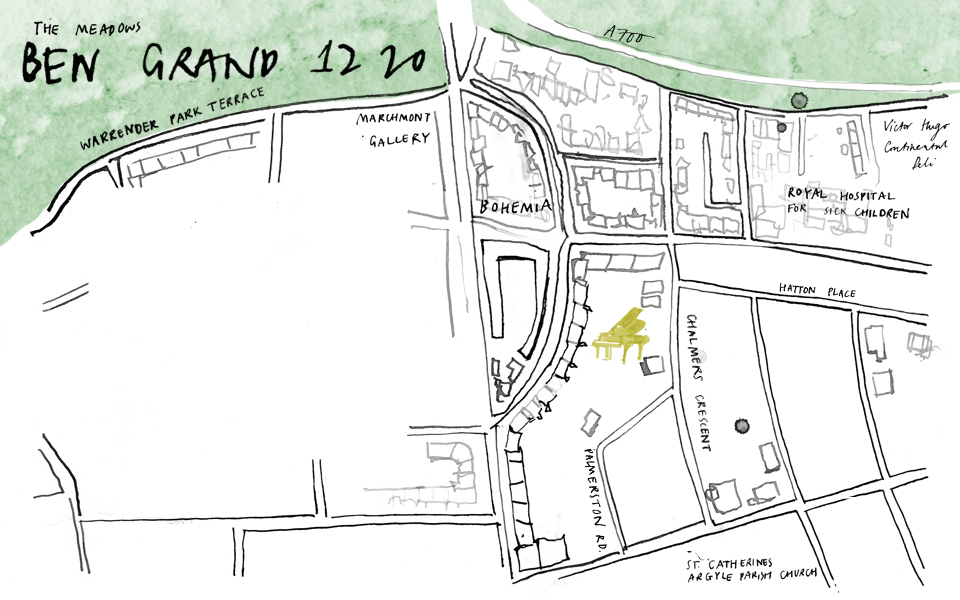 THE MEADOWS
BEN GRAND 12 20
A700
WARRENDER PARK TERRACE
MARCHMONT
GALLERY
Victor Hugo
Continental
Deli
BOHEMIA
ROYAL HOSPITAL
FOR SICK CHILDREN
HATTON PLACE
CHALMERS CRESCENT
PALMERSTON RD.
ST. CATHERINES
ARGYLE PARISH CHURCH